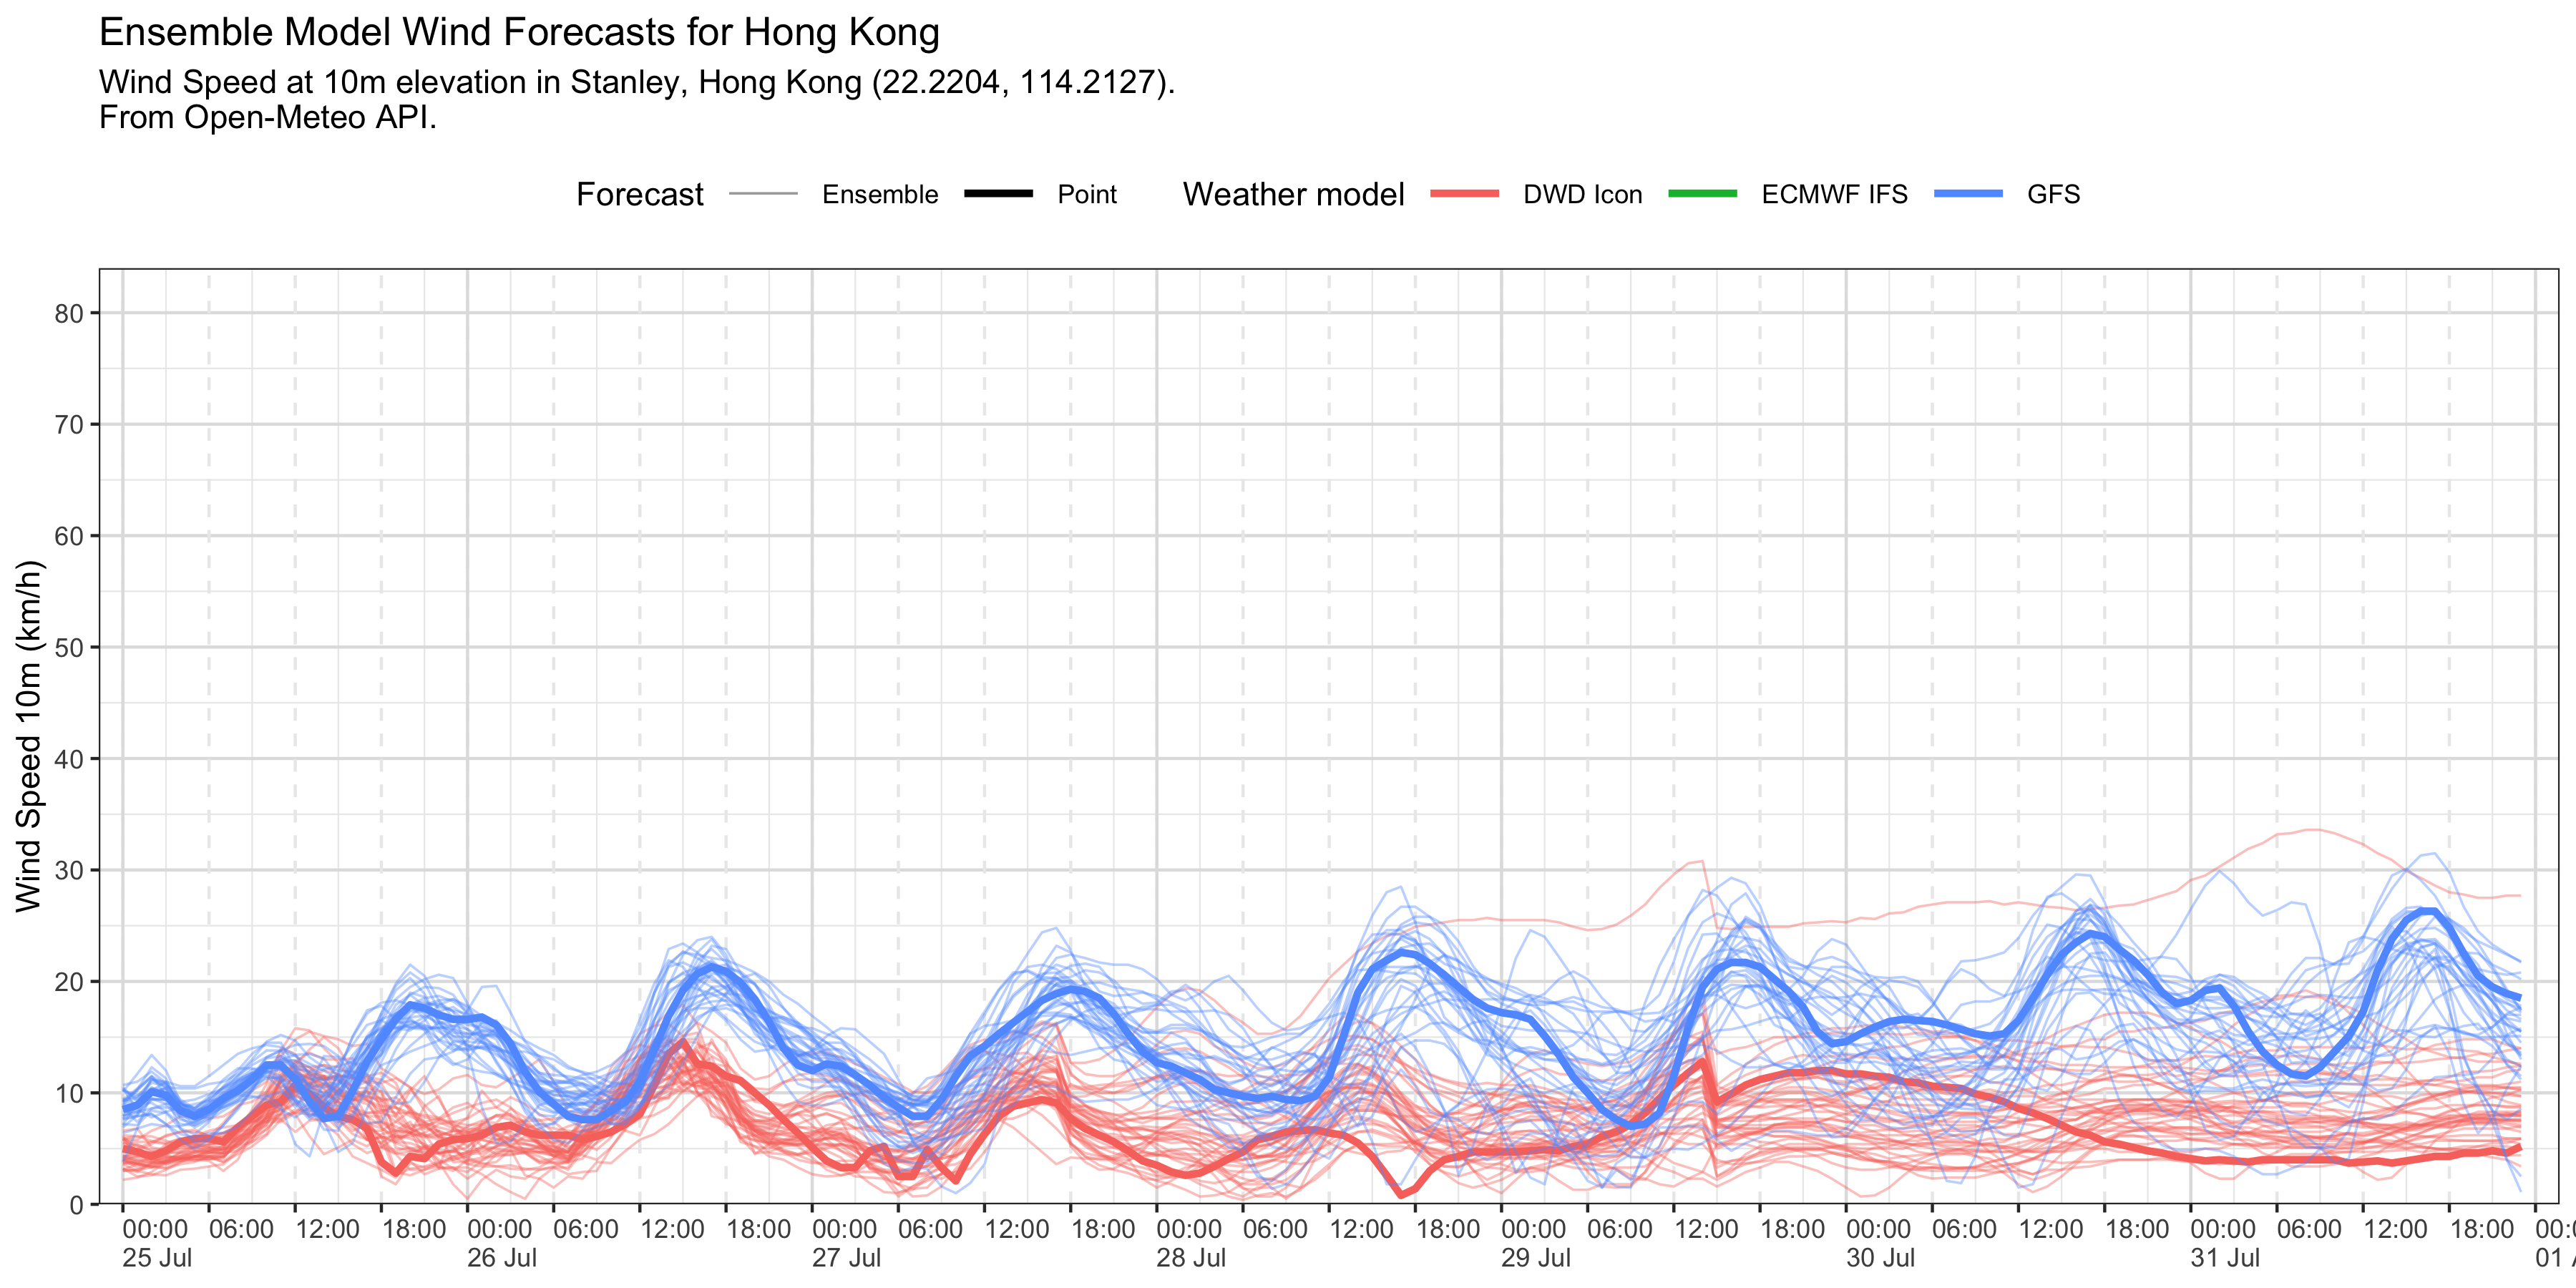 Ensemble Model Wind Forecasts for Hong Kong
Wind Speed at 10m elevation in Stanley, Hong Kong (22.2204, 114.2127).
From Open-Meteo API.
Forecast Ensemble Point Weather model DWD Icon ECMWF IFS GFS
Wind Speed 10m (km/h)
80
70
60
50
40
30
20
10
0
00:00 06:00 12:00 18:00 00:00 06:00 12:00 18:00 00:00 06:00 12:00 18:00 00:00 06:00 12:00 18:00 00:00 06:00 12:00 18:00 00:00 06:00 12:00 18:00 00:00 06:00 12:00 18:00 00:
25 Jul 26 Jul 27 Jul 28 Jul 29 Jul 30 Jul 31 Jul 01